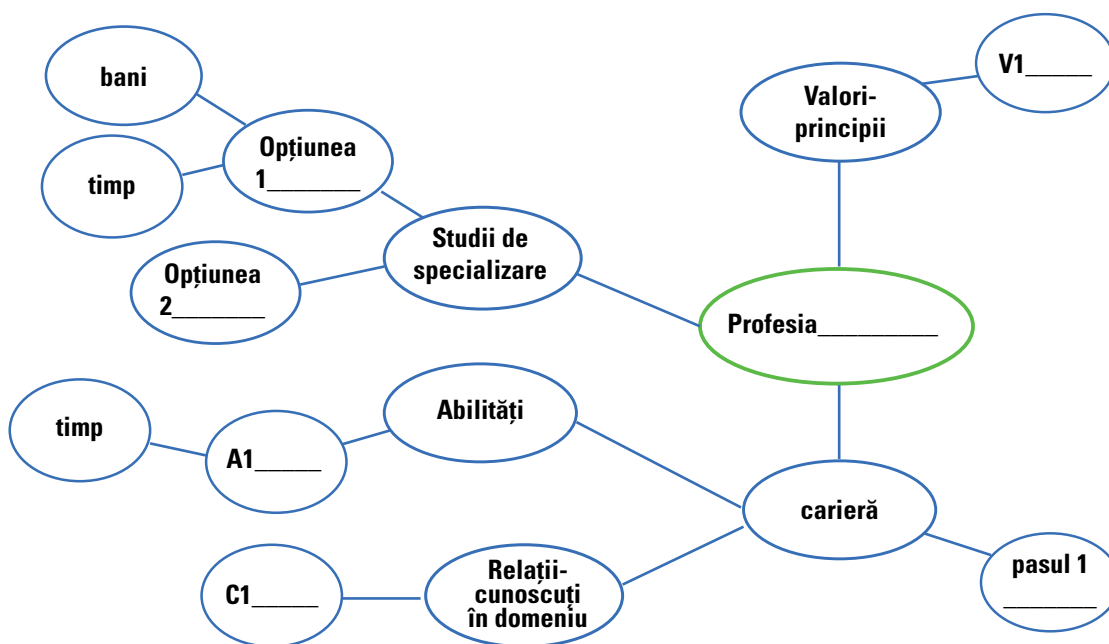 bani
timp
Opțiunea
1_______
Opțiunea
2_______
Studii de
specializare
Valori-
principii
V1_____
Profesia_________
timp
A1_____
Abilități
carieră
C1_____
Relații-
cunoscuți
în domeniu
pasul 1
_______